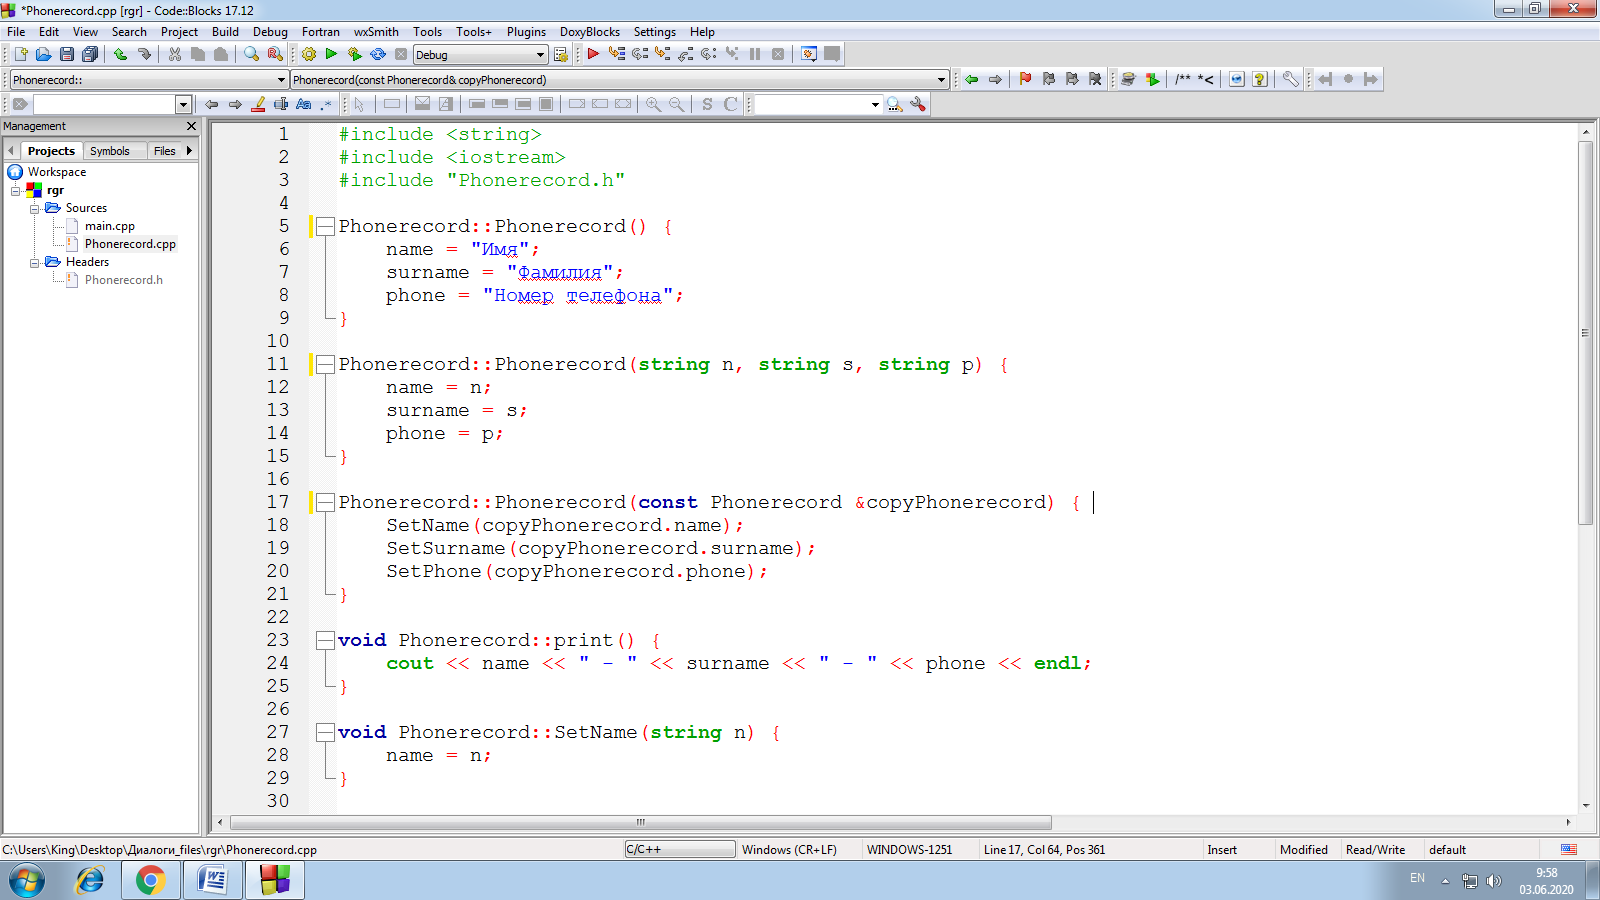 *Phonerecord.cpp [rgr] - Code::Blocks 17.12
File Edit View Search Project Build Debug Fortran wxSmith Tools Tools+ Plugins DoxyBlocks Settings Help
Debug
Phonerecord:: Phonerecord(const Phonerecord& copyPhonerecord) /** *<
Aa .* S C
Management
Projects Symbols Files
Workspace
rgr
Sources
main.cpp
Phonerecord.cpp
Headers
Phonerecord.h
1 #include <string>
2 #include <iostream>
3 #include "Phonerecord.h"
4
5 Phonerecord::Phonerecord() {
6 name = "Имя";
7 surname = "Фамилия";
8 phone = "Номер телефона";
9 }
10
11 Phonerecord::Phonerecord(string n, string s, string p) {
12 name = n;
13 surname = s;
14 phone = p;
15 }
16
17 Phonerecord::Phonerecord(const Phonerecord &copyPhonerecord) {
18 SetName(copyPhonerecord.name);
19 SetSurname(copyPhonerecord.surname);
20 SetPhone(copyPhonerecord.phone);
21 }
22
23 void Phonerecord::print() {
24 cout << name << " - " << surname << " - " << phone << endl;
25 }
26
27 void Phonerecord::SetName(string n) {
28 name = n;
29 }
30
C:\Users\King\Desktop\Диалоги_files\rgr\Phonerecord.cpp C/C++ Windows (CR+LF) WINDOWS-1251 Line 17, Col 64, Pos 361 Insert Modified Read/Write default
EN 9:58
03.06.2020